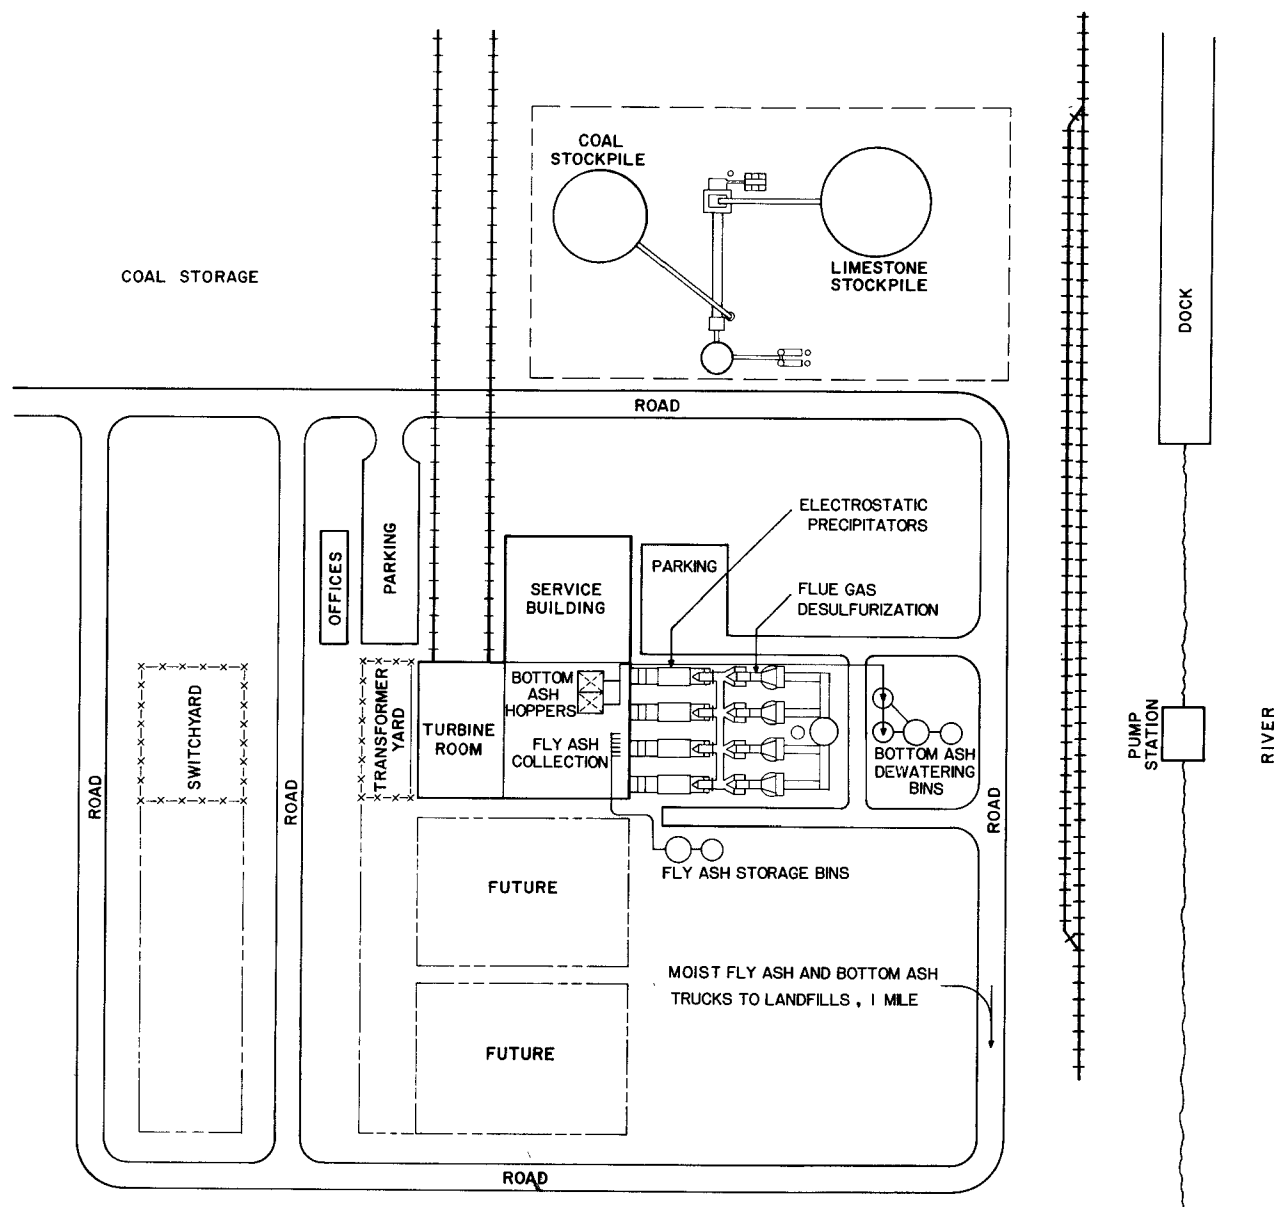 COAL
STOCKPILE
LIMESTONE
STOCKPILE
COAL STORAGE
DOCK
ROAD
ELECTROSTATIC
PRECIPITATORS
OFFICES
PARKING
SERVICE
BUILDING
PARKING
FLUE GAS
DESULFURIZATION
SWITCHYARD
TRANSFORMER
YARD
TURBINE
ROOM
BOTTOM
ASH
HOPPERS
FLY ASH
COLLECTION
BOTTOM ASH
DEWATERING
BINS
PUMP
STATION
RIVER
ROAD
ROAD
ROAD
FLY ASH STORAGE BINS
FUTURE
MOIST FLY ASH AND BOTTOM ASH
TRUCKS TO LANDFILLS, 1 MILE
FUTURE
ROAD